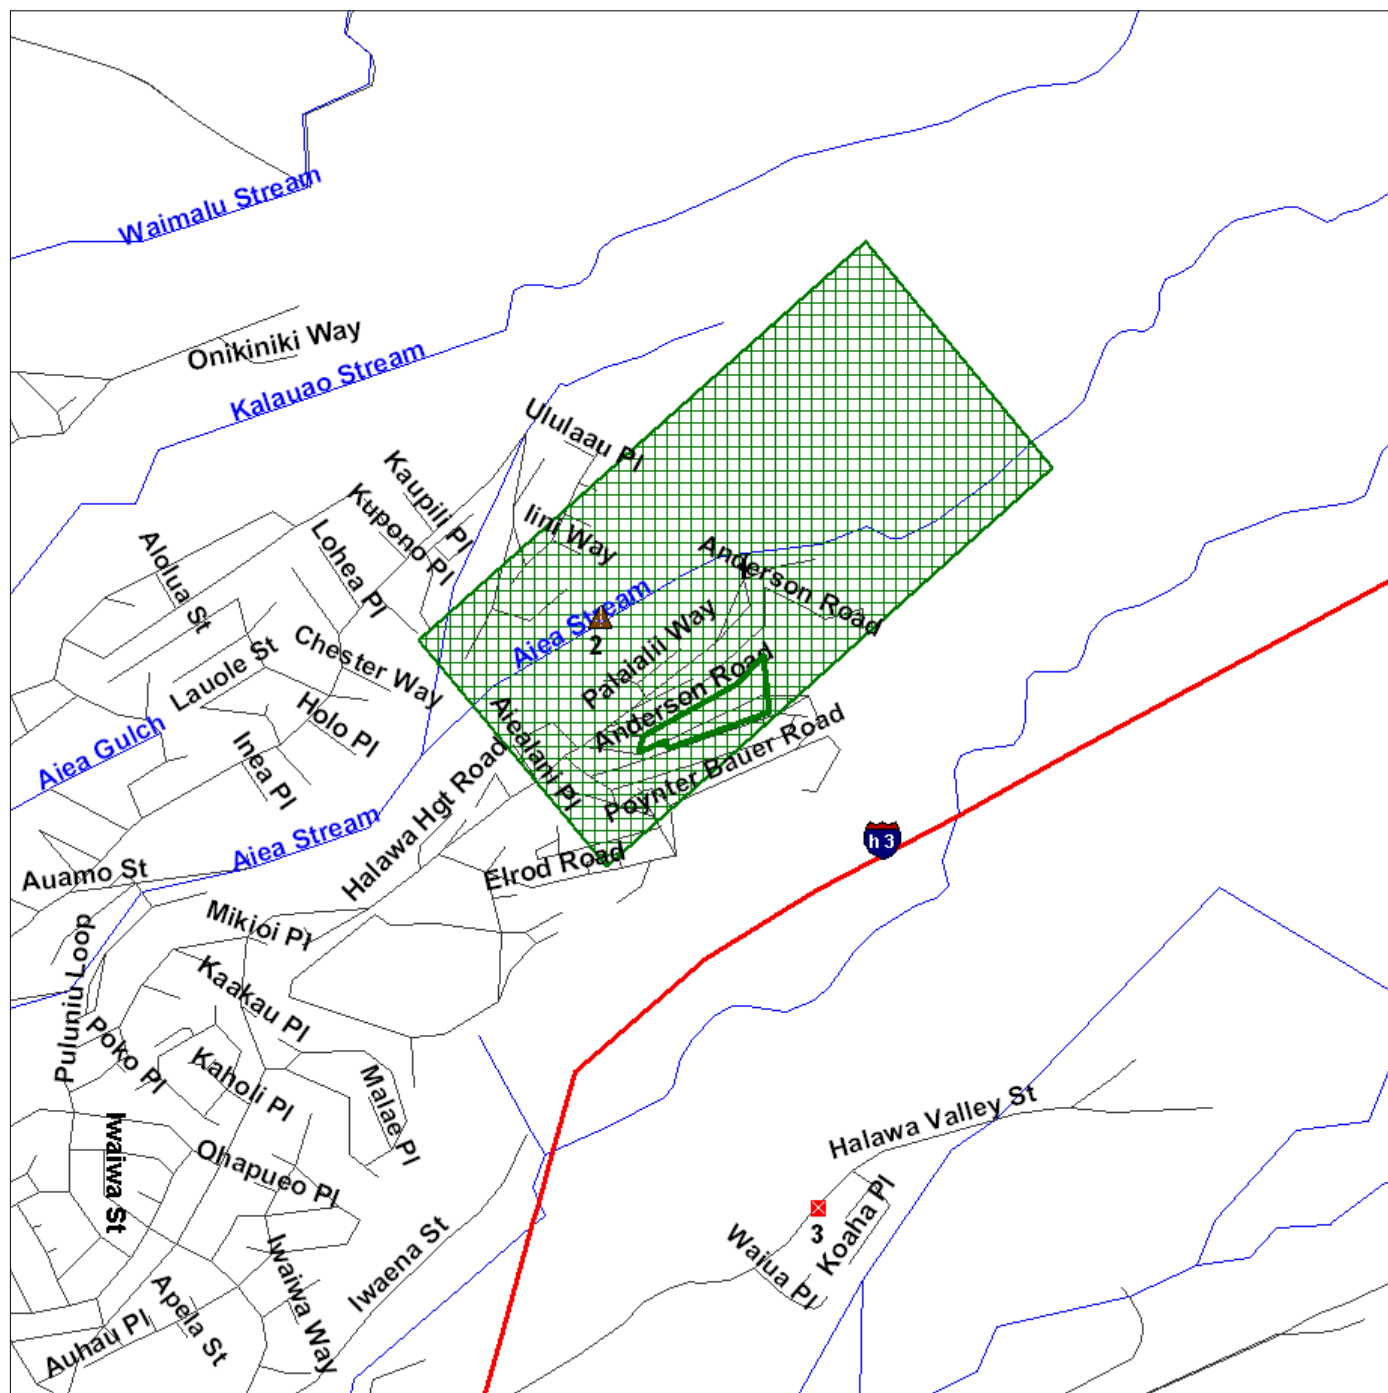 Waimalu Stream
Onikiniki Way
Kalauao Stream
Ululaau Pl
Kaupili Pl
Kupono Pl
Iini Way
Lohea Pl
Alolua St
Anderson Road
Aiea Stream
2
Palaialii Way
Chester Way
Lauole St
Anderson Road
Holo Pl
Aiea Gulch
Inea Pl
Aiealani Pl
Poynter Bauer Road
Halawa Hgt Road
Aiea Stream
h 3
Auamo St
Elrod Road
Mikioi Pl
Puluniu Loop
Kaakau Pl
Poko Pl
Kaholi Pl
Malae Pl
Halawa Valley St
Iwaiwa St
Ohapueo Pl
3
Koaha Pl
Waiua Pl
Iwaena St
Iwaiwa Way
Apela St
Auhau Pl